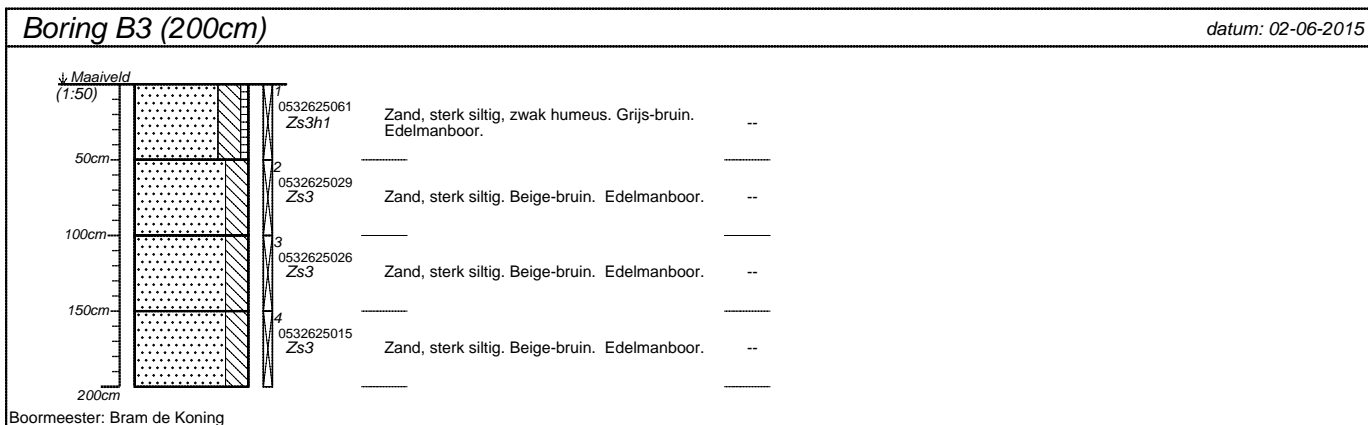 Boring B3 (200cm)
datum: 02-06-2015
Maaiveld
(1:50)
1
0532625061
Zs3h1
Zand, sterk siltig, zwak humeus. Grijs-bruin.
Edelmanboor.
--
50cm
2
0532625029
Zs3
Zand, sterk siltig. Beige-bruin.  Edelmanboor.
--
100cm
3
0532625026
Zs3
Zand, sterk siltig. Beige-bruin.  Edelmanboor.
--
150cm
4
0532625015
Zs3
Zand, sterk siltig. Beige-bruin.  Edelmanboor.
--
200cm
Boormeester: Bram de Koning